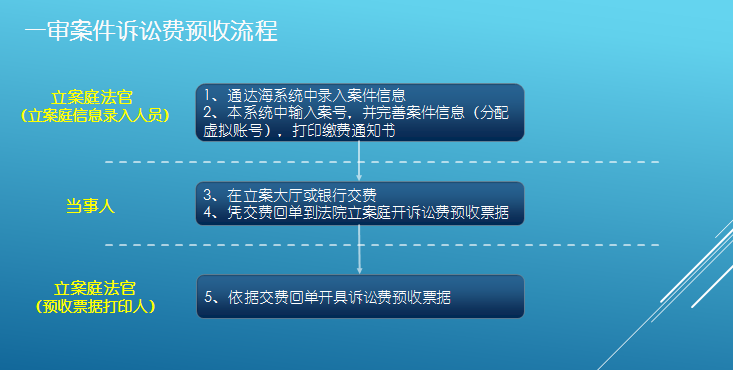 一审案件诉讼费预收流程
立案庭法官
（立案庭信息录入人员）
1、通达海系统中录入案件信息
2、本系统中输入案号，并完善案件信息（分配
虚拟账号），打印缴费通知书
当事人
3、在立案大厅或银行交费
4、凭交费回单到法院立案庭开诉讼费预收票据
立案庭法官
（预收票据打印人）
5、依据交费回单开具诉讼费预收票据